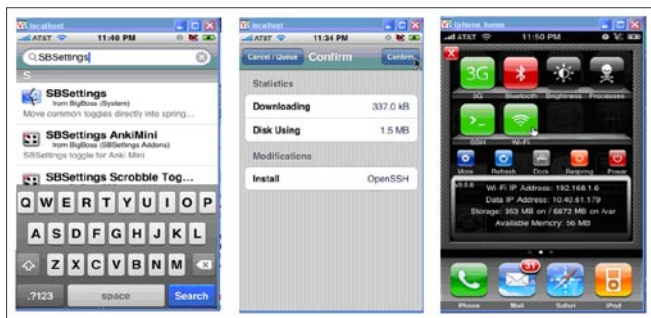 localhost
AT&T 11:40 PM
SBSettings
S
SBSettings
from BigBoss (System)
Move common toggles directly into spring...
SBSettings AnkiMini
from BigBoss (SBSettings Addons)
SBSettings toggle for Anki Mini
SBSettings Scrobble Tog...
Q W E R T Y U I O P
A S D F G H J K L
Z X C V B N M
.?123 space Search
localhost
AT&T 11:34 PM
Cancel / Queue Confirm Confirm
Statistics
Downloading 337.0 kB
Disk Using 1.5 MB
Modifications
Install OpenSSH
iphone home
AT&T 11:50 PM
3G
3G Bluetooth Brightness Processes
SSH Wi-Fi
More Refresh Dock Respring Power
Wi-Fi IP Address: 192.168.1.6
Data IP Address: 10.40.61.179
Storage: 353 MB on / 6872 MB on /var
Available Memory: 56 MB
31
Phone Mail Safari iPod